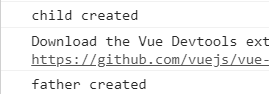 child created
Download the Vue Devtools ext
https://github.com/vuejs/vue-
father created